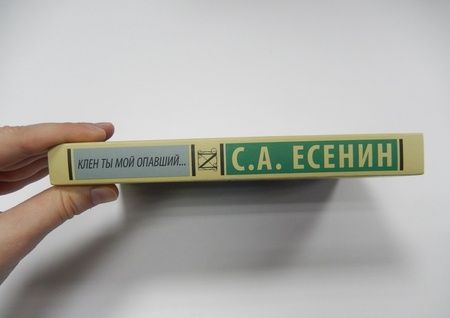 КЛЕН ТЫ МОЙ ОПАВШИЙ...
С.А. ЕСЕНИН